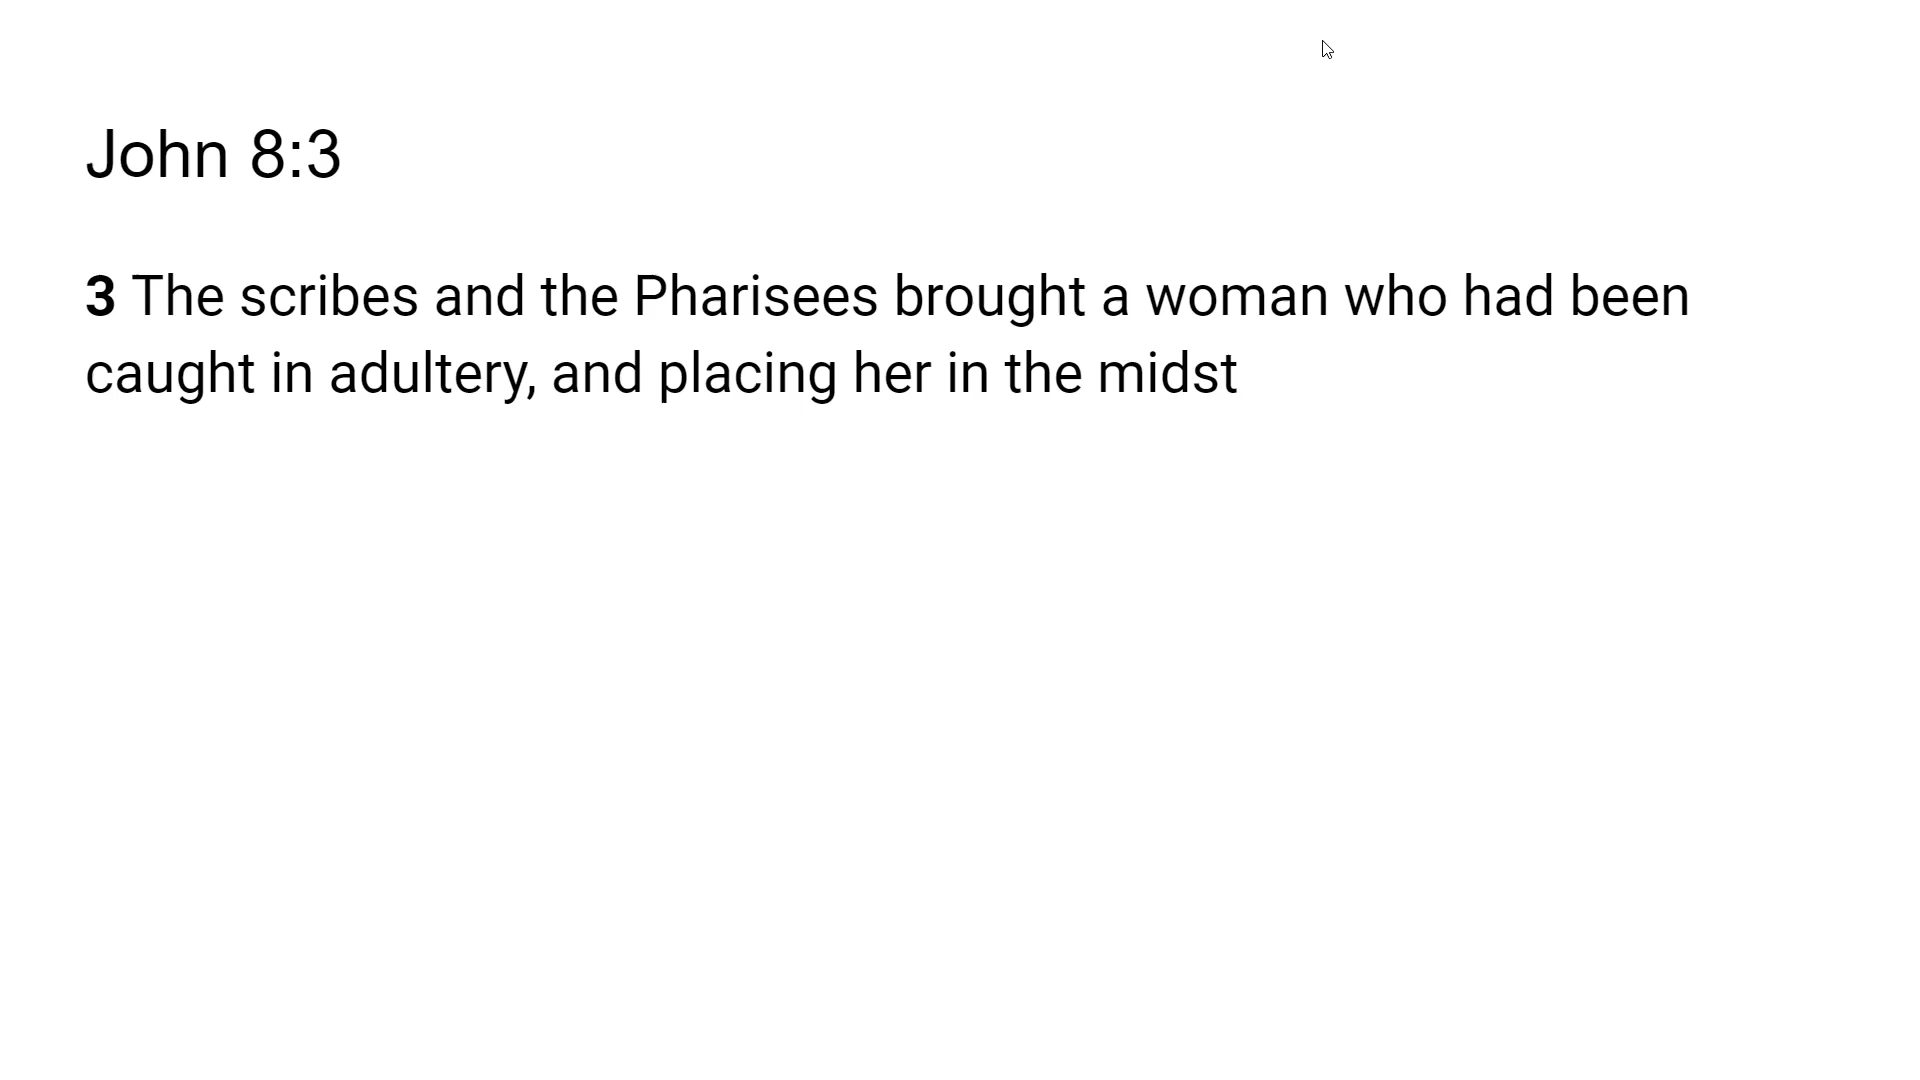 John 8:3
3 The scribes and the Pharisees brought a woman who had been
caught in adultery, and placing her in the midst